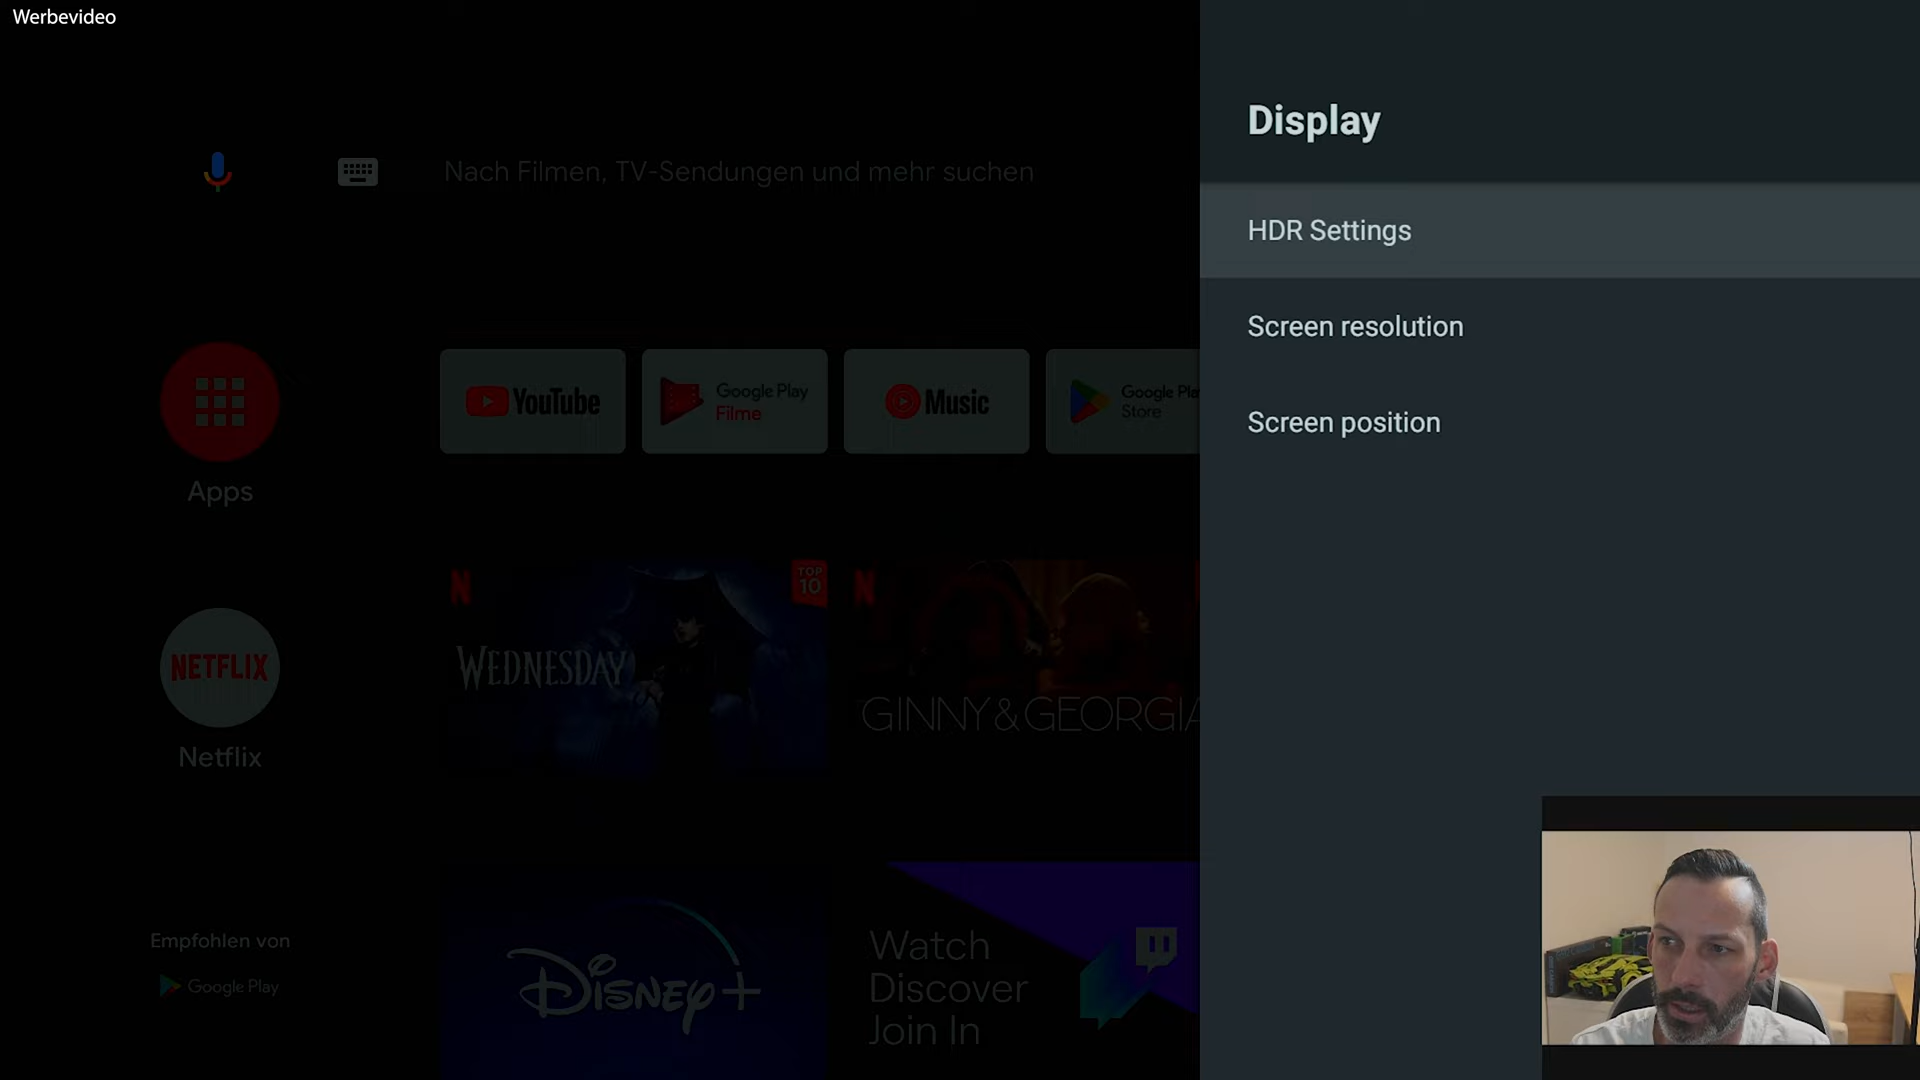 Werbevideo
Nach Filmen, TV-Sendungen und mehr suchen
Apps
YouTube
Google Play
Filme
Music
Google Pla
Store
Netflix
NETFLIX
N
WEDNESDAY
TOP
10
N
GINNY & GEORGIA
Empfohlen von
Google Play
Disney+
Watch
Discover
Join In
Display
HDR Settings
Screen resolution
Screen position